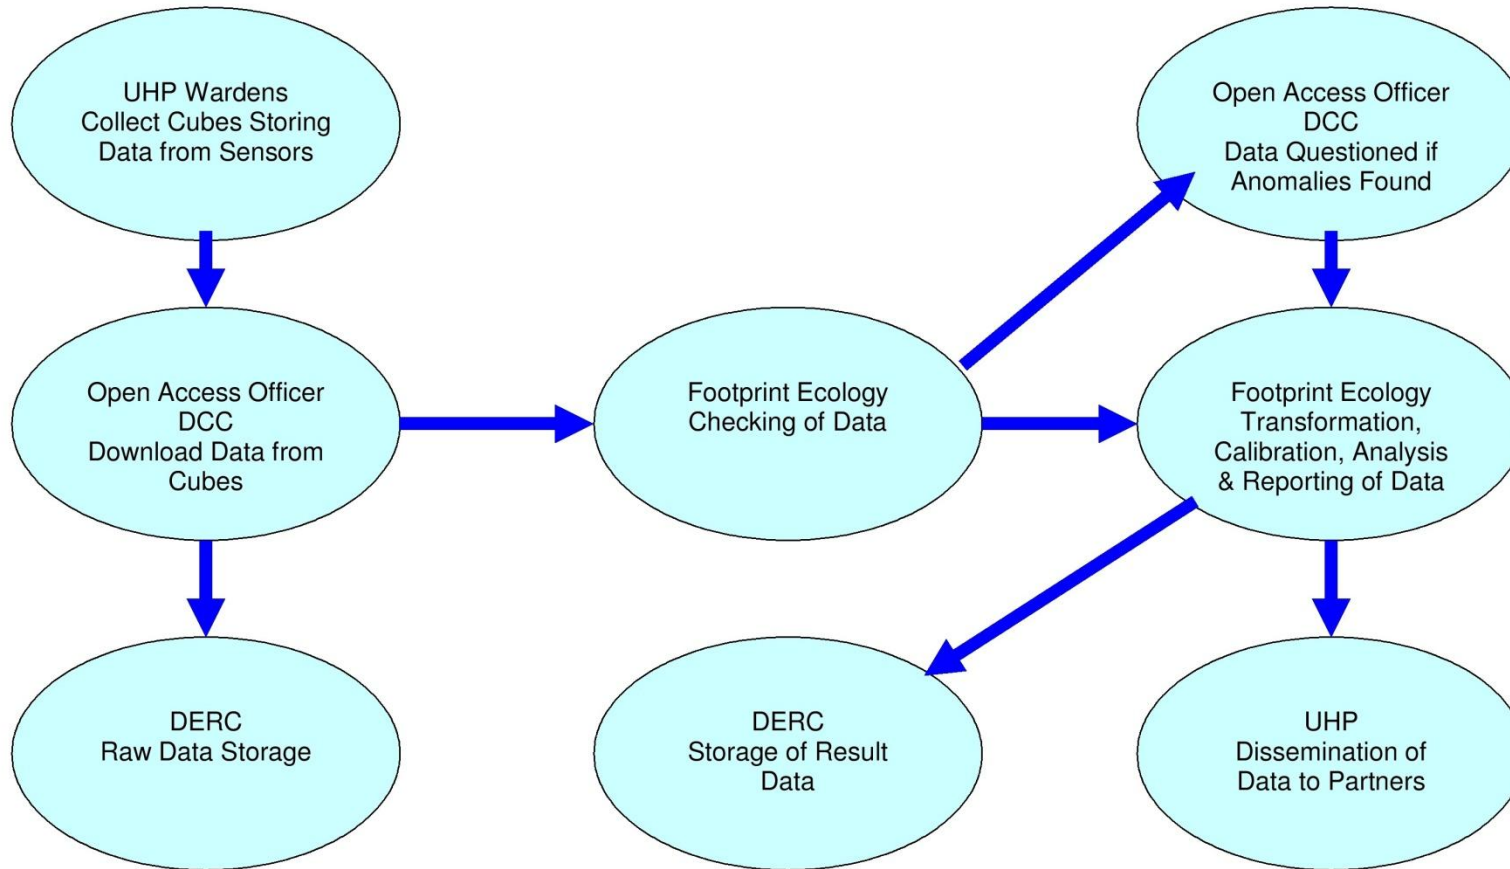 UHP Wardens
Collect Cubes Storing
Data from Sensors
Open Access Officer
DCC
Data Questioned if
Anomalies Found
Open Access Officer
DCC
Download Data from
Cubes
Footprint Ecology
Checking of Data
Footprint Ecology
Transformation,
Calibration, Analysis
& Reporting of Data
DERC
Raw Data Storage
DERC
Storage of Result
Data
UHP
Dissemination of
Data to Partners